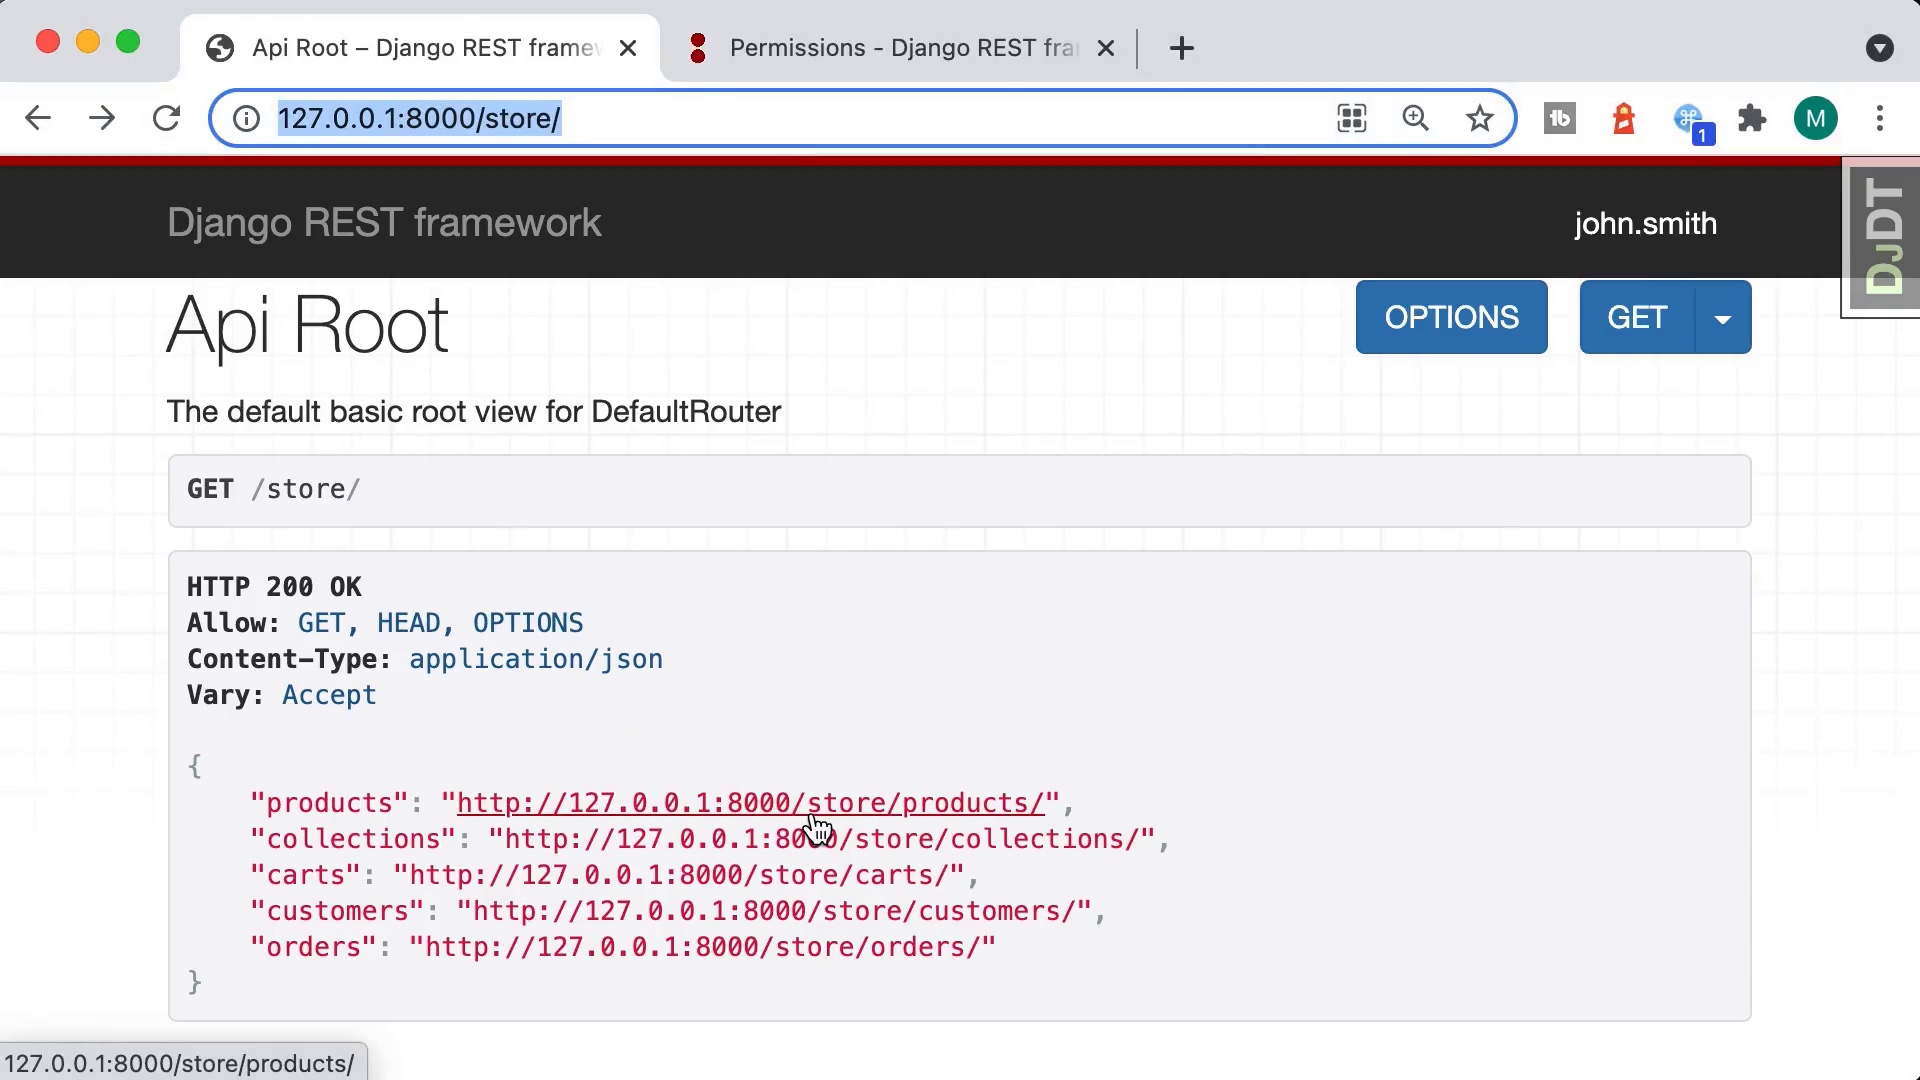 Api Root – Django REST framew
Permissions - Django REST fra
127.0.0.1:8000/store/
tb
1
M
Django REST framework
john.smith
DJDT
Api Root
OPTIONS
GET
The default basic root view for DefaultRouter
GET /store/
HTTP 200 OK
Allow: GET, HEAD, OPTIONS
Content-Type: application/json
Vary: Accept
{
"products": "http://127.0.0.1:8000/store/products/",
"collections": "http://127.0.0.1:8000/store/collections/",
"carts": "http://127.0.0.1:8000/store/carts/",
"customers": "http://127.0.0.1:8000/store/customers/",
"orders": "http://127.0.0.1:8000/store/orders/"
}
127.0.0.1:8000/store/products/